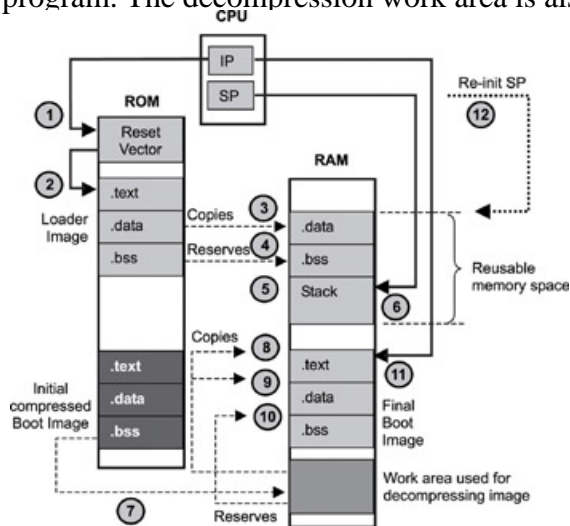 program. The decompression work area is als
CPU
IP
SP
Re-init SP
12
1
ROM
Reset
Vector
RAM
2
.text
.data
.bss
Loader
Image
Copies
3
Reserves
4
.data
.bss
Stack
5
6
Reusable
memory space
Copies
8
9
10
.text
.data
.bss
11
Initial
compressed
Boot Image
.text
.data
.bss
Final
Boot
Image
Work area used for
decompressing image
7
Reserves